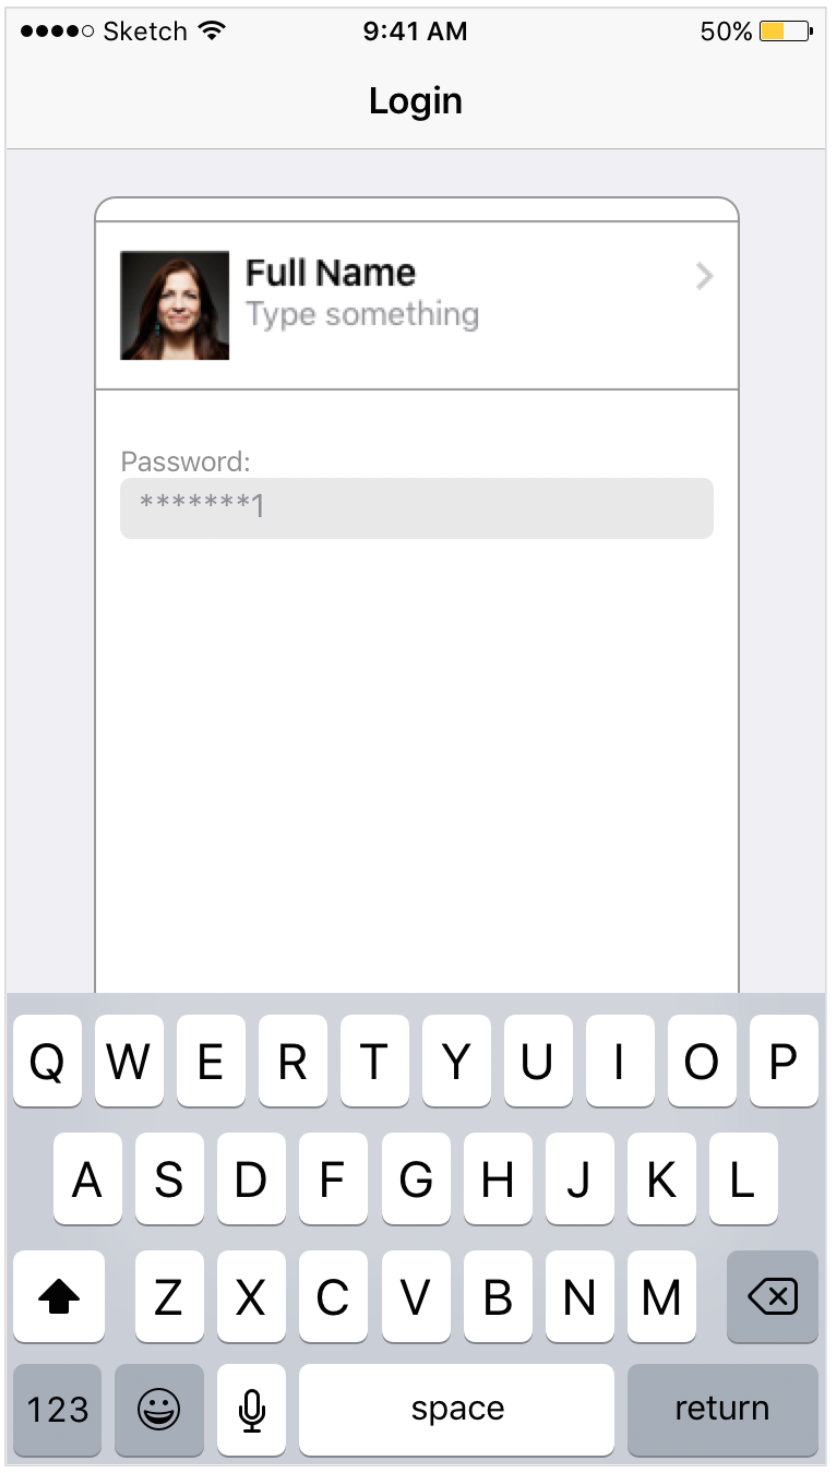 Sketch 9:41 AM 50%
Login
Full Name
Type something
Password:
*******1
Q W E R T Y U I O P
A S D F G H J K L
Z X C V B N M
123 space return